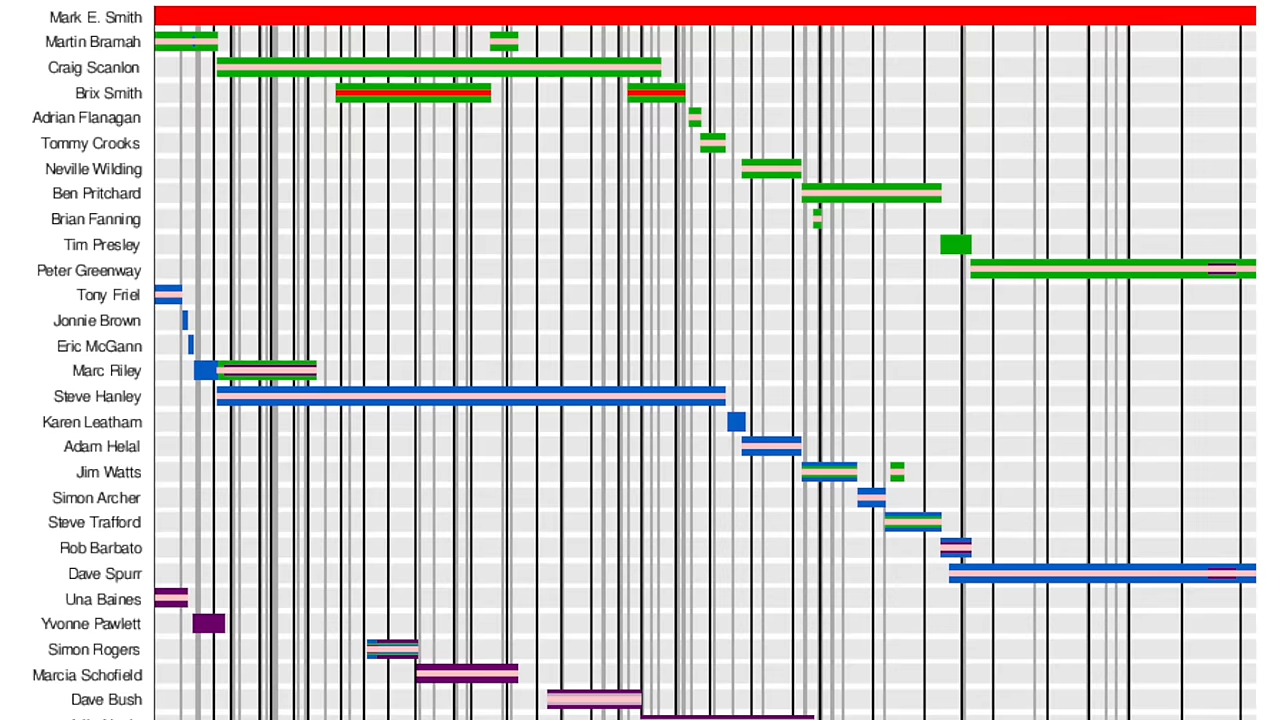 Mark E. Smith
Martin Bramah
Craig Scanlon
Brix Smith
Adrian Flanagan
Tommy Crooks
Neville Wilding
Ben Pritchard
Brian Fanning
Tim Presley
Peter Greenway
Tony Friel
Jonnie Brown
Eric McGann
Marc Riley
Steve Hanley
Karen Leatham
Adam Helal
Jim Watts
Simon Archer
Steve Trafford
Rob Barbato
Dave Spurr
Una Baines
Yvonne Pawlett
Simon Rogers
Marcia Schofield
Dave Bush